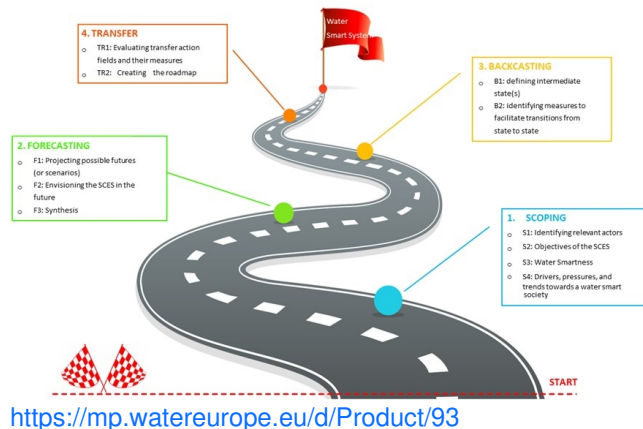 Water
Smart System
4. TRANSFER
o TR1: Evaluating transfer action
fields and their measures
o TR2: Creating the roadmap
3. BACKCASTING
o B1: defining intermediate
state(s)
o B2: identifying measures to
facilitate transitions from
state to state
2. FORECASTING
o F1: Projecting possible futures
(or scenarios)
o F2: Envisioning the SCES in the
future
o F3: Synthesis
1. SCOPING
o S1: Identifying relevant actors
o S2: Objectives of the SCES
o S3: Water Smartness
o S4: Drivers, pressures, and
trends towards a water smart
society
START
https://mp.watereurope.eu/d/Product/93